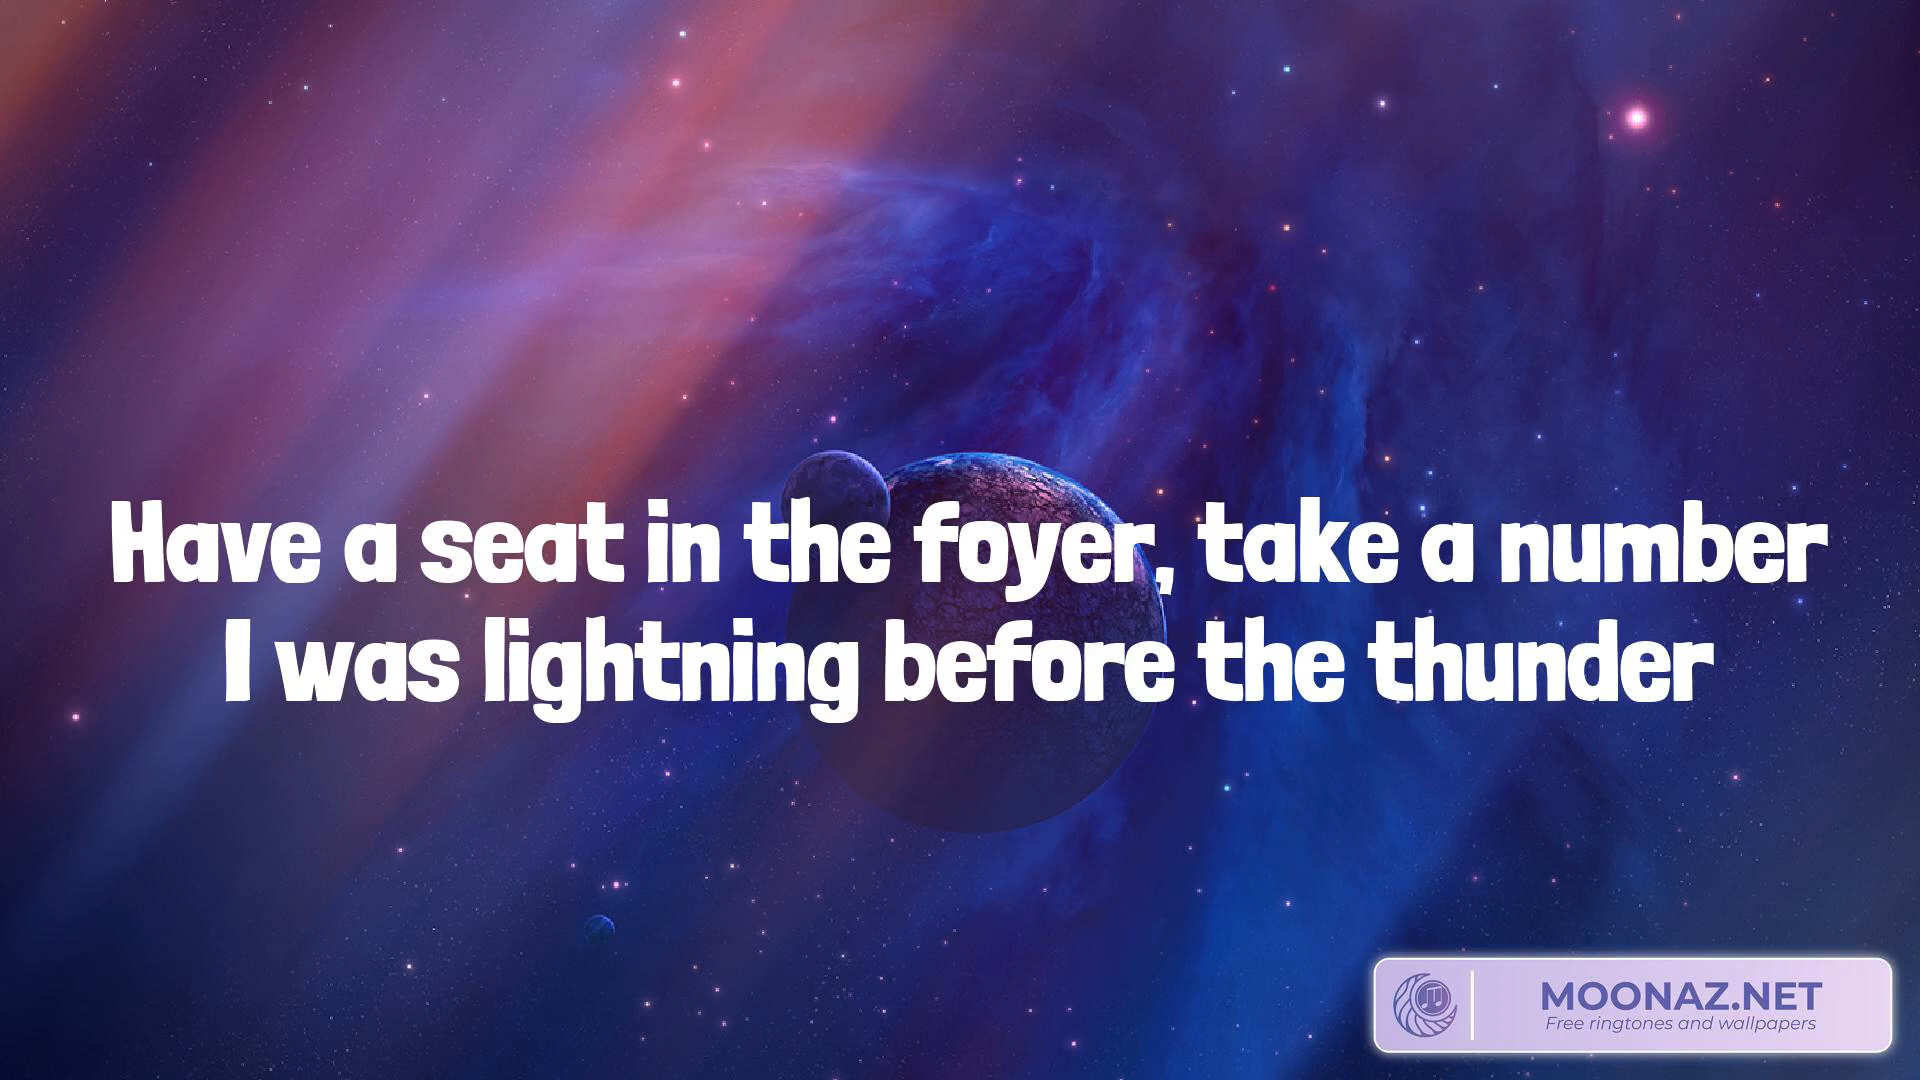 Have a seat in the foyer, take a number
I was lightning before the thunder
MOONAZ.NET
Free ringtones and wallpapers